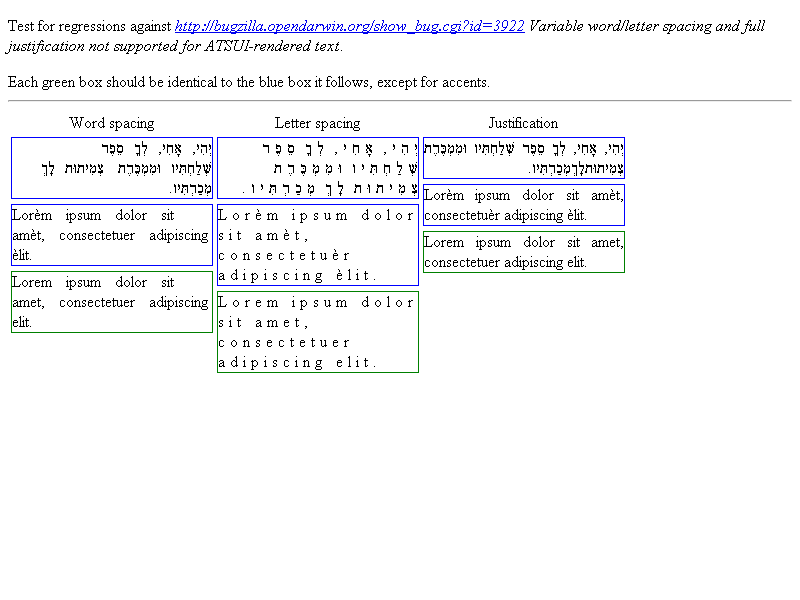 Test for regressions against http://bugzilla.opendarwin.org/show_bug.cgi?id=3922 Variable word/letter spacing and full
justification not supported for ATSUI-rendered text.
Each green box should be identical to the blue box it follows, except for accents.
Word spacing
יְהִי, אָחִי, לְךָ סֵפֶר
שְׁלַחְתִּיו וּמִמְכֶּרֶת צְמִיתוּת לָךְ
מְכַרְתִּיו.
Lorèm ipsum dolor sit
amèt, consectetuer adipiscing
èlit.
Lorem ipsum dolor sit
amet, consectetuer adipiscing
elit.
Letter spacing
יְהִי, אָחִי, לְךָ סֵפֶר
שְׁלַחְתִּיו וּמִמְכֶּרֶת
צְמִיתוּת לָךְ מְכַרְתִּיו.
Lorèm ipsum dolor
sit amèt,
consectetuèr
adipiscing èlit.
Lorem ipsum dolor
sit amet,
consectetuer
adipiscing elit.
Justification
יְהִי, אָחִי, לְךָ סֵפֶר שְׁלַחְתִּיו וּמִמְכֶּרֶת
צְמִיתוּתלָךְמְכַרְתִּיו.
Lorèm ipsum dolor sit amèt,
consectetuèr adipiscing èlit.
Lorem ipsum dolor sit amet,
consectetuer adipiscing elit.